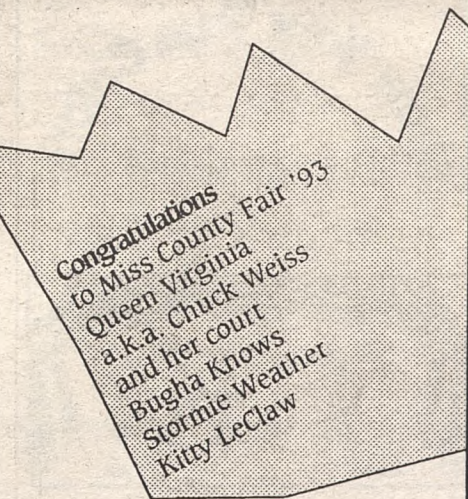 Congratulations
to Miss County Fair '93
Queen Virginia
a.k.a. Chuck Weiss
and her court
Bugha Knows
Stormie Weather
Kitty LeClaw